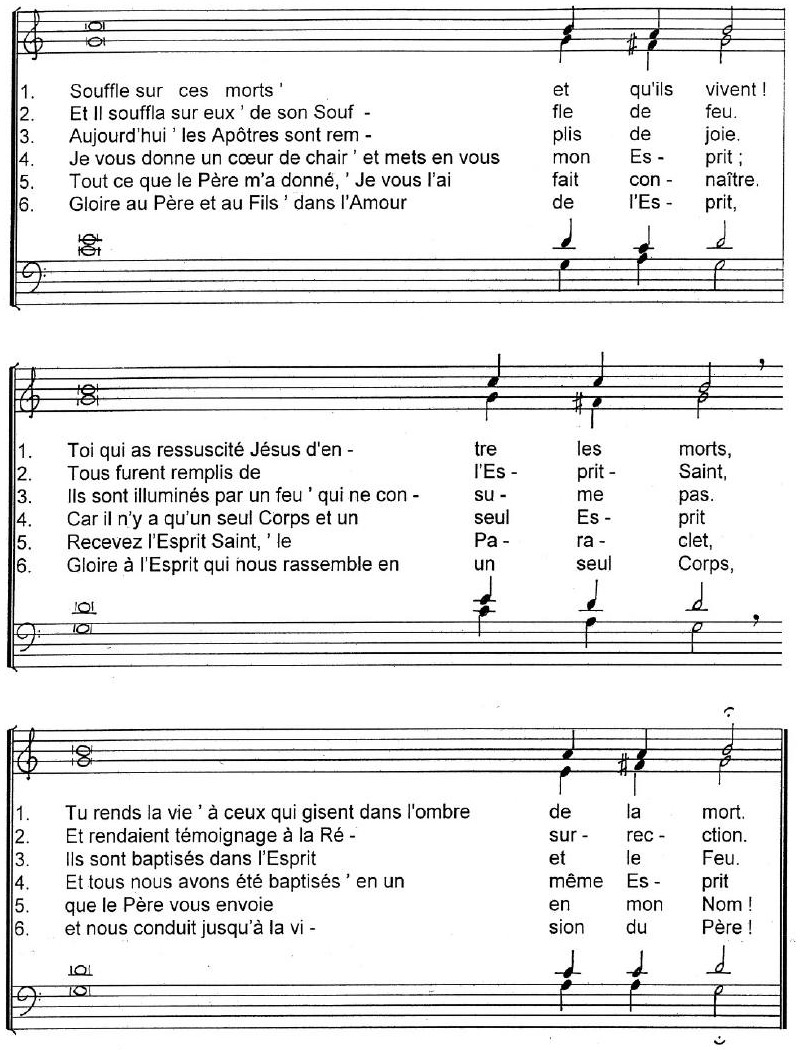 1. Souffle sur ces morts ' et qu'ils vivent !
2. Et Il souffla sur eux ' de son Souf - fle de feu.
3. Aujourd'hui ' les Apôtres sont rem - plis de joie.
4. Je vous donne un cœur de chair ' et mets en vous mon Es - prit ;
5. Tout ce que le Père m'a donné, ' Je vous l'ai fait con - naître.
6. Gloire au Père et au Fils ' dans l'Amour de l'Es - prit,
1. Toi qui as ressuscité Jésus d'en - tre les morts,
2. Tous furent remplis de l'Es - prit - Saint,
3. Ils sont illuminés par un feu ' qui ne con - su - me pas.
4. Car il n'y a qu'un seul Corps et un seul Es - prit
5. Recevez l'Esprit Saint, ' le Pa - ra - clet,
6. Gloire à l'Esprit qui nous rassemble en un seul Corps,
1. Tu rends la vie ' à ceux qui gisent dans l'ombre de la mort.
2. Et rendaient témoignage à la Ré - sur - rec - ction.
3. Ils sont baptisés dans l'Esprit et le Feu.
4. Et tous nous avons été baptisés ' en un même Es - prit
5. que le Père vous envoie en mon Nom !
6. et nous conduit jusqu'à la vi - sion du Père !